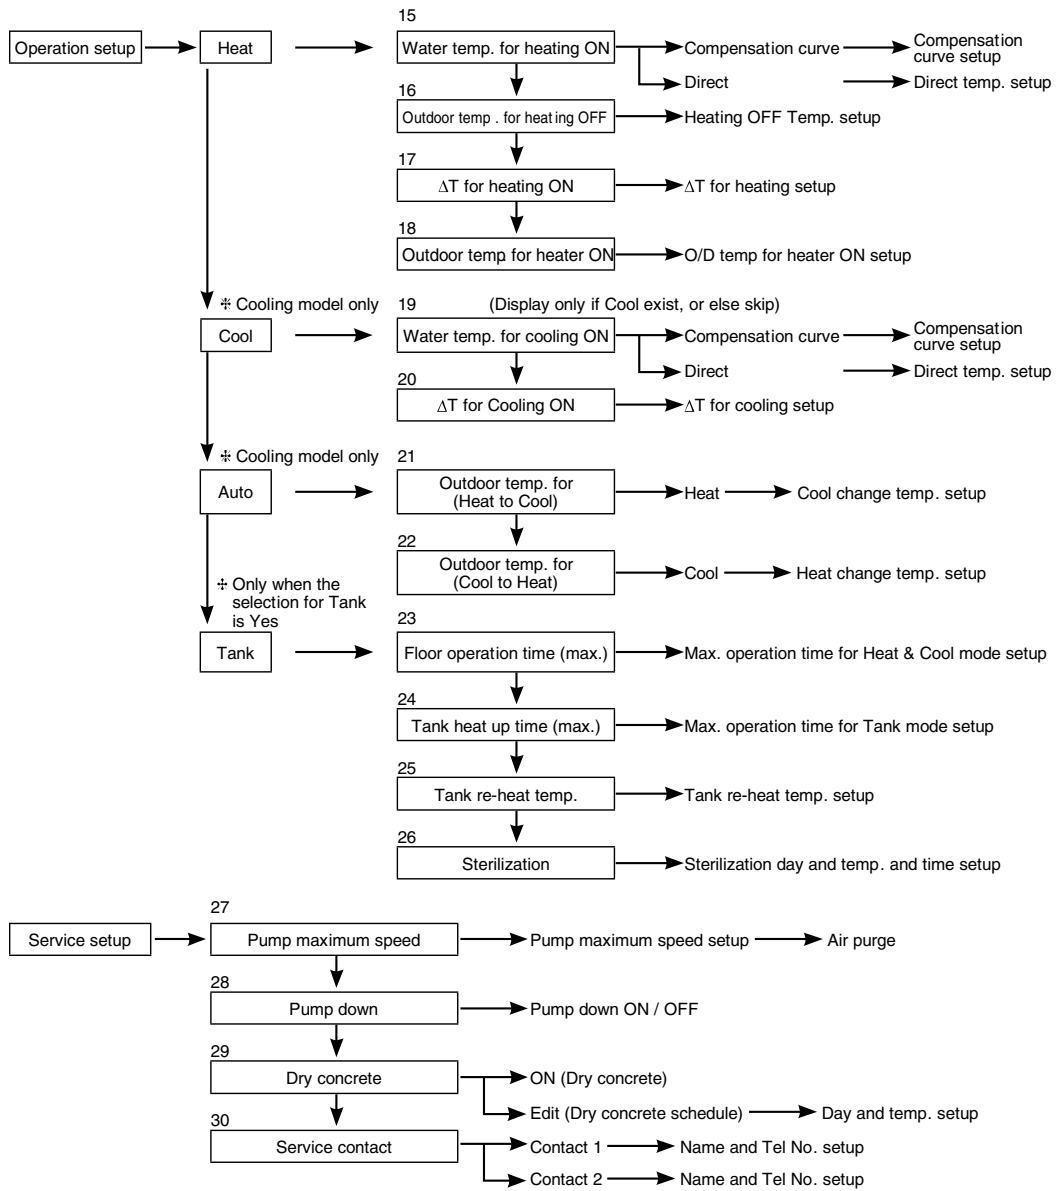 15
Operation setup
Heat
Water temp. for heating ON
Compensation curve
Compensation
curve setup
Direct
Direct temp. setup
16
Outdoor temp . for heating OFF
Heating OFF Temp. setup
17
ΔT for heating ON
ΔT for heating setup
18
Outdoor temp. for heater ON
O/D temp for heater ON setup
※ Cooling model only
19
(Display only if Cool exist, or else skip)
Cool
Water temp. for cooling ON
Compensation curve
Compensation
curve setup
Direct
Direct temp. setup
20
ΔT for Cooling ON
ΔT for cooling setup
※ Cooling model only
21
Auto
Outdoor temp. for
(Heat to Cool)
Heat
Cool change temp. setup
22
Outdoor temp. for
(Cool to Heat)
Cool
Heat change temp. setup
※ Only when the
selection for Tank
is Yes
23
Tank
Floor operation time (max.)
Max. operation time for Heat & Cool mode setup
24
Tank heat up time (max.)
Max. operation time for Tank mode setup
25
Tank re-heat temp.
Tank re-heat temp. setup
26
Sterilization
Sterilization day and temp. and time setup
27
Service setup
Pump maximum speed
Pump maximum speed setup
Air purge
28
Pump down
Pump down ON / OFF
29
Dry concrete
ON (Dry concrete)
Edit (Dry concrete schedule)
Day and temp. setup
30
Service contact
Contact 1
Name and Tel No. setup
Contact 2
Name and Tel No. setup